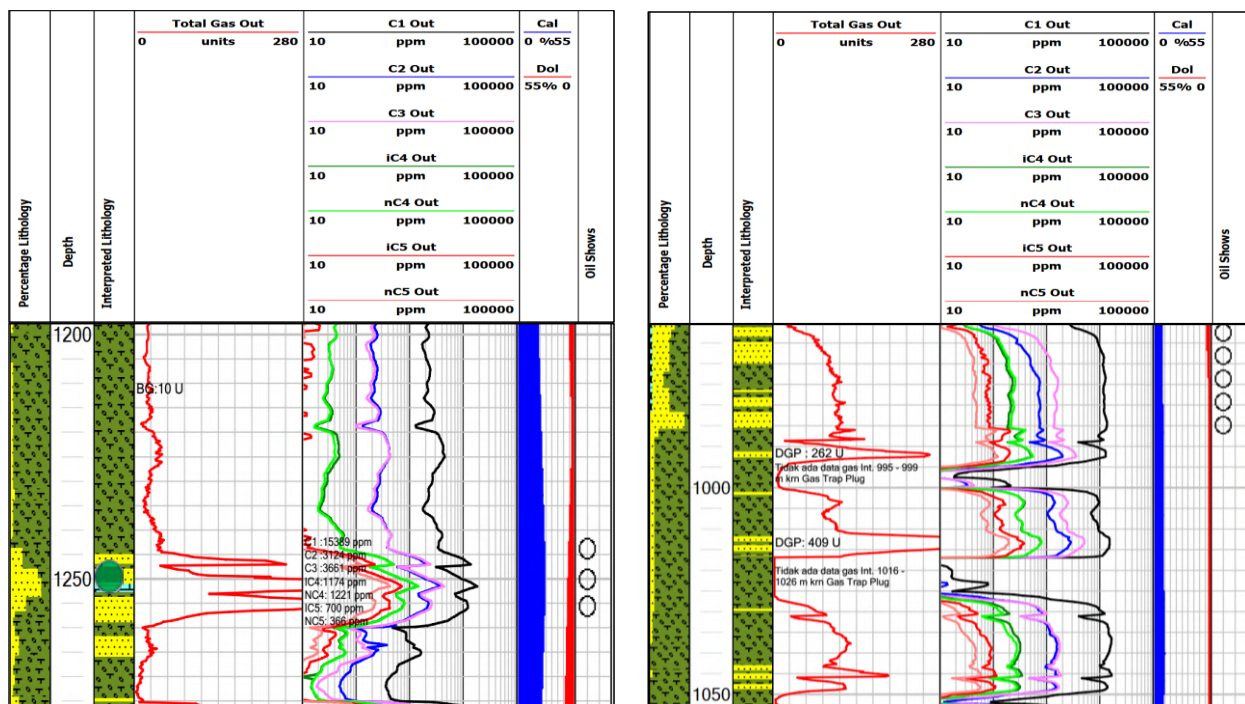 Percentage Lithology
Depth
Interpreted Lithology
Total Gas Out
0 units 280
C1 Out
10 ppm 100000
C2 Out
10 ppm 100000
C3 Out
10 ppm 100000
iC4 Out
10 ppm 100000
nC4 Out
10 ppm 100000
iC5 Out
10 ppm 100000
nC5 Out
10 ppm 100000
Cal
0 %55
Dol
55% 0
Oil Shows
1200
BG:10 U
C1 :15389 ppm
C2 :3124 ppm
C3 :3661 ppm
IC4:1174 ppm
NC4: 1221 ppm
IC5: 700 ppm
NC5: 366 ppm
1250
Percentage Lithology
Depth
Interpreted Lithology
Total Gas Out
0 units 280
C1 Out
10 ppm 100000
C2 Out
10 ppm 100000
C3 Out
10 ppm 100000
iC4 Out
10 ppm 100000
nC4 Out
10 ppm 100000
iC5 Out
10 ppm 100000
nC5 Out
10 ppm 100000
Cal
0 %55
Dol
55% 0
Oil Shows
DGP : 262 U
Tidak ada data gas Int. 995 - 999
m krn Gas Trap Plug
1000
DGP: 409 U
Tidak ada data gas Int. 1016 -
1026 m krn Gas Trap Plug
1050